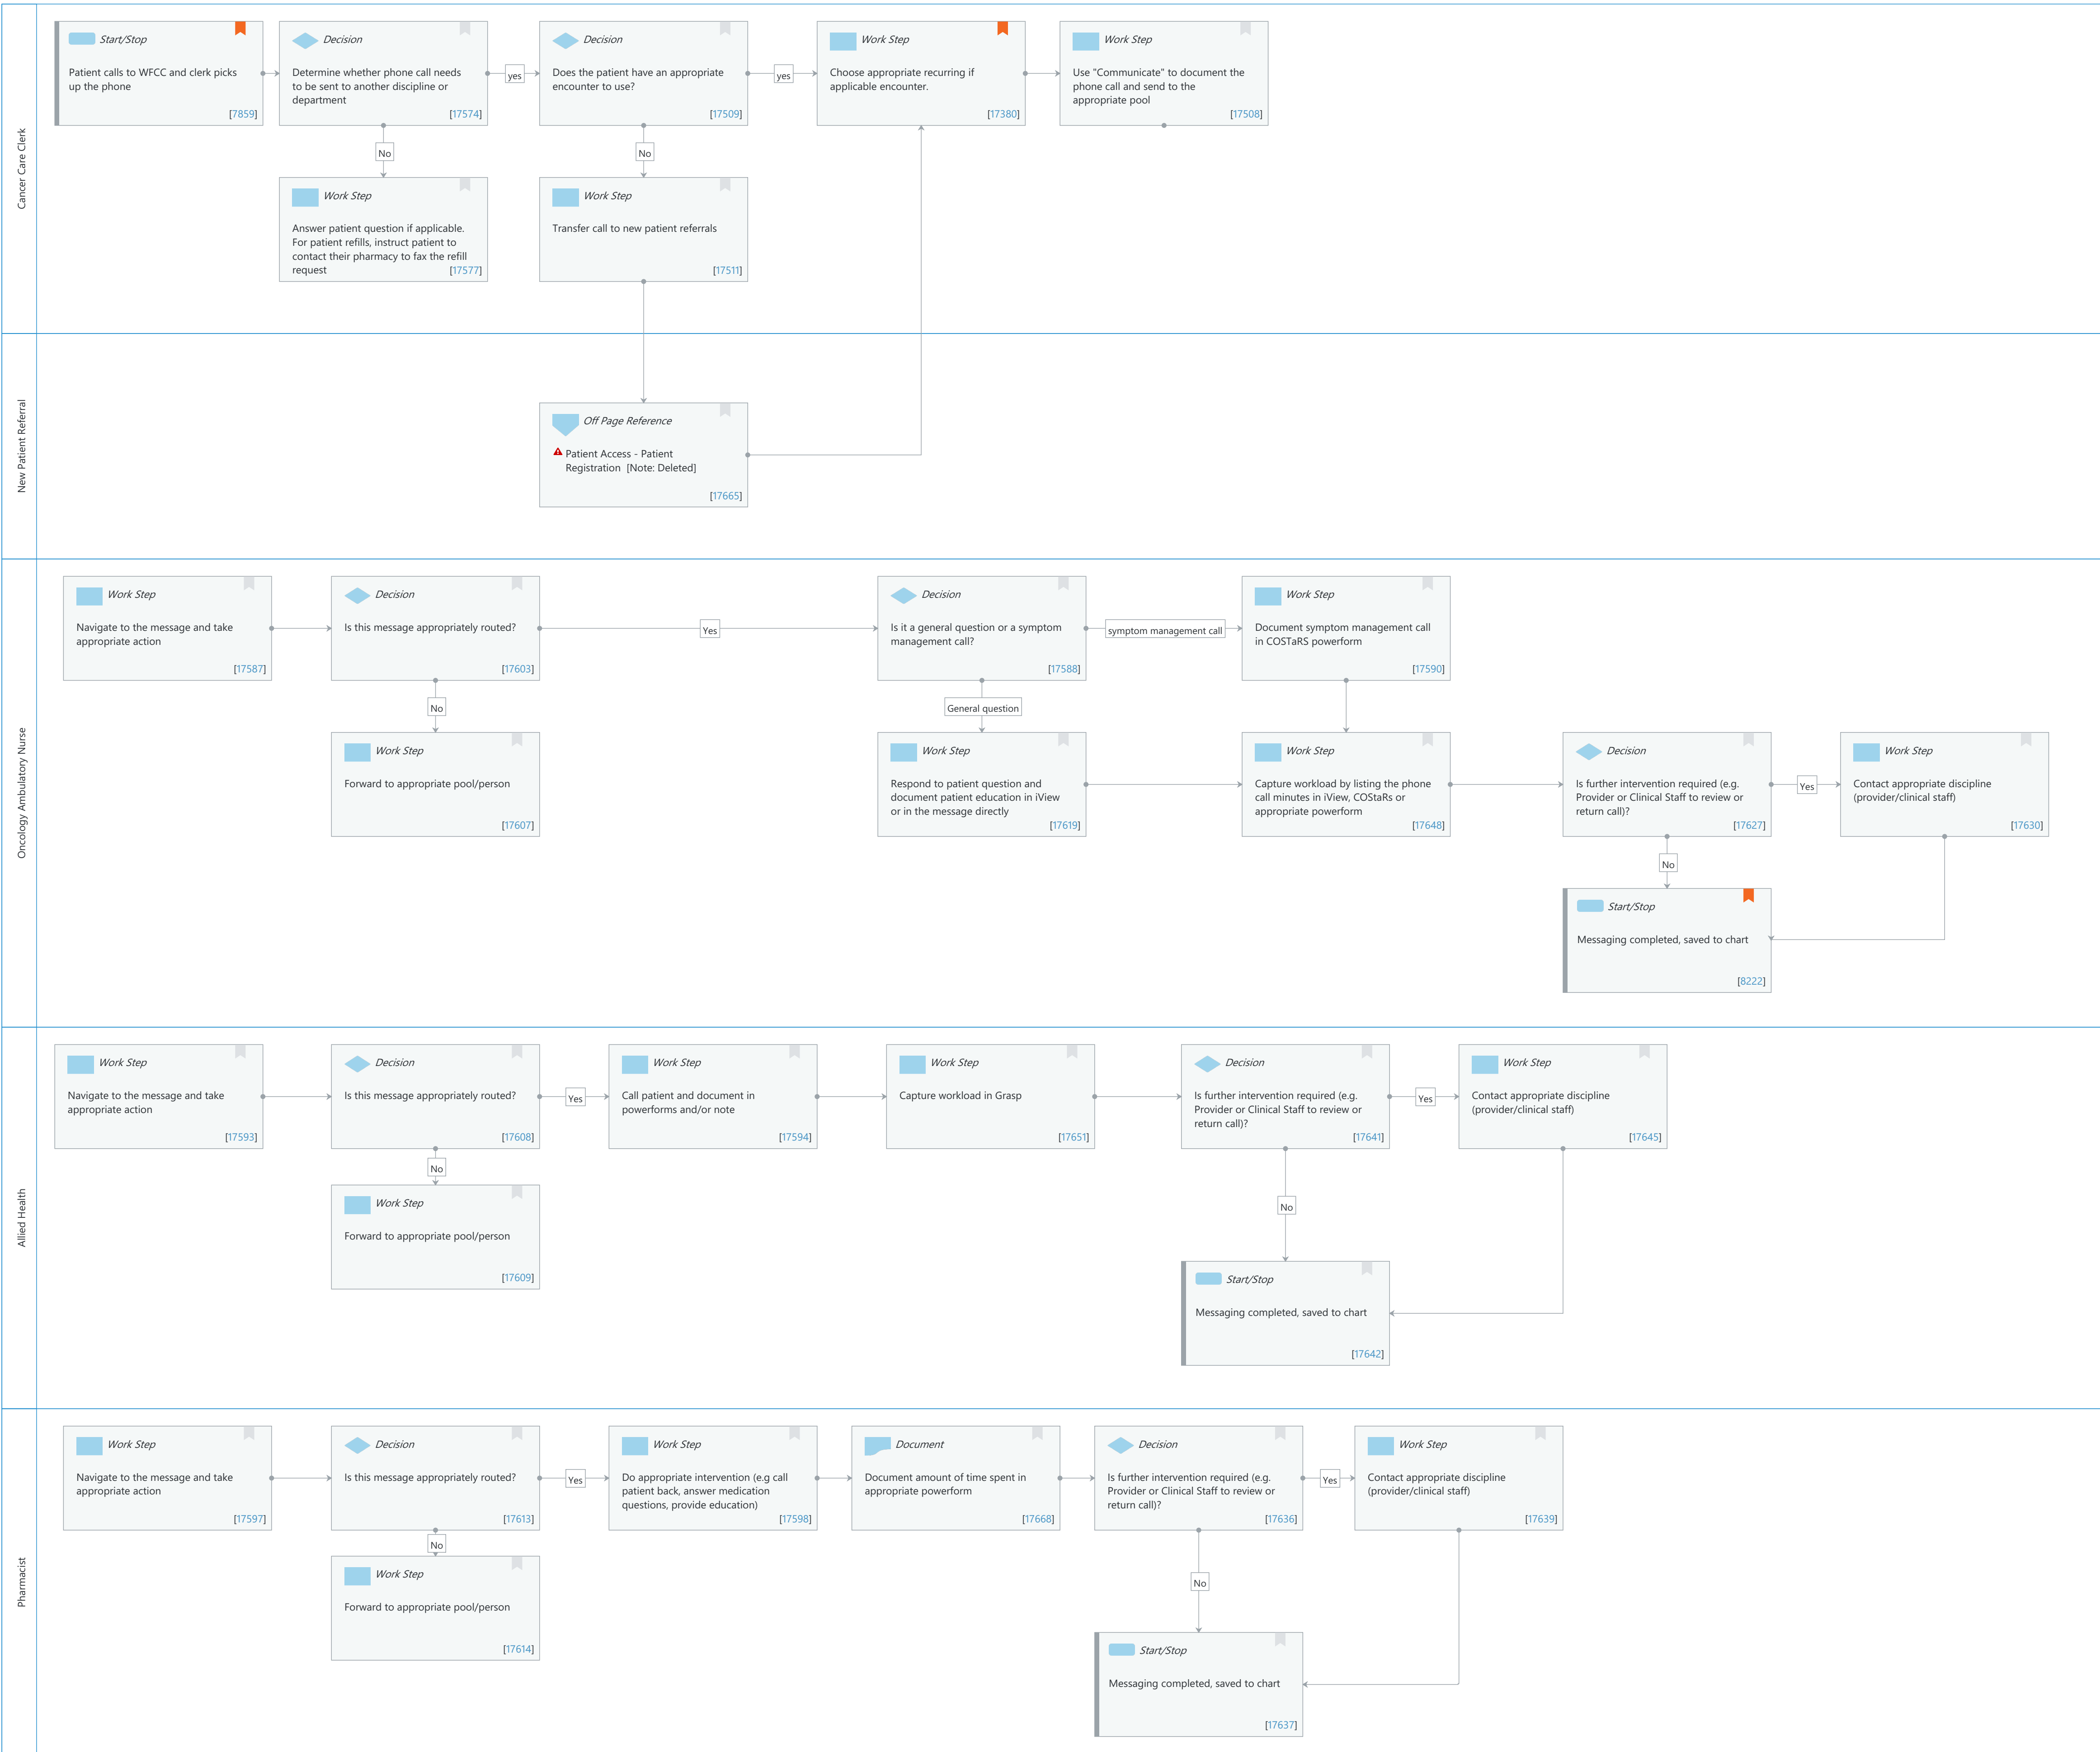 Cancer Care Clerk
Start/Stop
Patient calls to WFCC and clerk picks
up the phone
[7859]
Decision
Determine whether phone call needs
to be sent to another discipline or
department
[17574]
yes
Decision
Does the patient have an appropriate
encounter to use?
[17509]
yes
Work Step
Choose appropriate recurring if
applicable encounter.
[17380]
Work Step
Use "Communicate" to document the
phone call and send to the
appropriate pool
[17508]
No
No
Work Step
Answer patient question if applicable.
For patient refills, instruct patient to
contact their pharmacy to fax the refill
request
[17577]
Work Step
Transfer call to new patient referrals
[17511]
New Patient Referral
Off Page Reference
Patient Access - Patient
Registration [Note: Deleted]
[17665]
Oncology Ambulatory Nurse
Work Step
Navigate to the message and take
appropriate action
[17587]
Decision
Is this message appropriately routed?
[17603]
Yes
Decision
Is it a general question or a symptom
management call?
[17588]
symptom management call
Work Step
Document symptom management call
in COSTaRS powerform
[17590]
No
General question
Work Step
Forward to appropriate pool/person
[17607]
Work Step
Respond to patient question and
document patient education in iView
or in the message directly
[17619]
Work Step
Capture workload by listing the phone
call minutes in iView, COStaRs or
appropriate powerform
[17648]
Decision
Is further intervention required (e.g.
Provider or Clinical Staff to review or
return call)?
[17627]
Yes
Work Step
Contact appropriate discipline
(provider/clinical staff)
[17630]
No
Start/Stop
Messaging completed, saved to chart
[8222]
Allied Health
Work Step
Navigate to the message and take
appropriate action
[17593]
Decision
Is this message appropriately routed?
[17608]
Yes
Work Step
Call patient and document in
powerforms and/or note
[17594]
Work Step
Capture workload in Grasp
[17651]
Decision
Is further intervention required (e.g.
Provider or Clinical Staff to review or
return call)?
[17641]
Yes
Work Step
Contact appropriate discipline
(provider/clinical staff)
[17645]
No
Work Step
Forward to appropriate pool/person
[17609]
No
Start/Stop
Messaging completed, saved to chart
[17642]
Pharmacist
Work Step
Navigate to the message and take
appropriate action
[17597]
Decision
Is this message appropriately routed?
[17613]
Yes
Work Step
Do appropriate intervention (e.g call
patient back, answer medication
questions, provide education)
[17598]
Document
Document amount of time spent in
appropriate powerform
[17668]
Decision
Is further intervention required (e.g.
Provider or Clinical Staff to review or
return call)?
[17636]
Yes
Work Step
Contact appropriate discipline
(provider/clinical staff)
[17639]
No
Work Step
Forward to appropriate pool/person
[17614]
No
Start/Stop
Messaging completed, saved to chart
[17637]